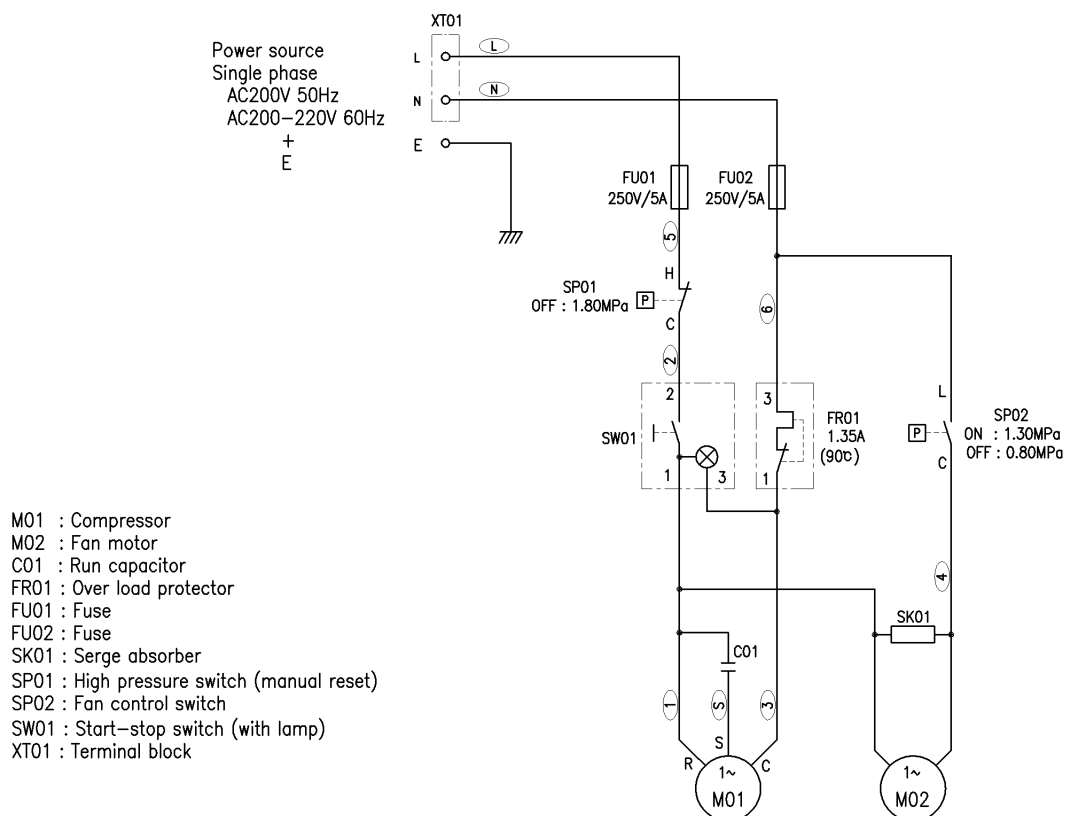 XT01
Power source
Single phase
AC200V 50Hz
AC200-220V 60Hz
+
E
L
L
N
N
E
FU01
250V/5A
FU02
250V/5A
5
H
SP01
OFF : 1.80MPa
P
C
6
2
2
SW01
1
3
3
FR01
1.35A
(90℃)
1
L
SP02
P
ON : 1.30MPa
OFF : 0.80MPa
C
4
SK01
C01
1
S
3
S
R
C
1~
M01
1~
M02
M01 : Compressor
M02 : Fan motor
C01 : Run capacitor
FR01 : Over load protector
FU01 : Fuse
FU02 : Fuse
SK01 : Serge absorber
SP01 : High pressure switch (manual reset)
SP02 : Fan control switch
SW01 : Start-stop switch (with lamp)
XT01 : Terminal block